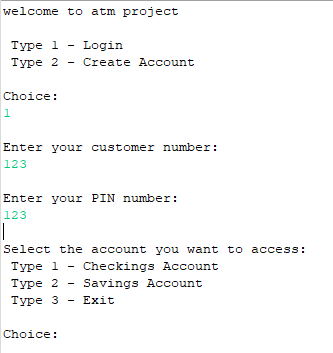 welcome to atm project
Type 1 - Login
Type 2 - Create Account
Choice:
1
Enter your customer number:
123
Enter your PIN number:
123
Select the account you want to access:
Type 1 - Checkings Account
Type 2 - Savings Account
Type 3 - Exit
Choice: